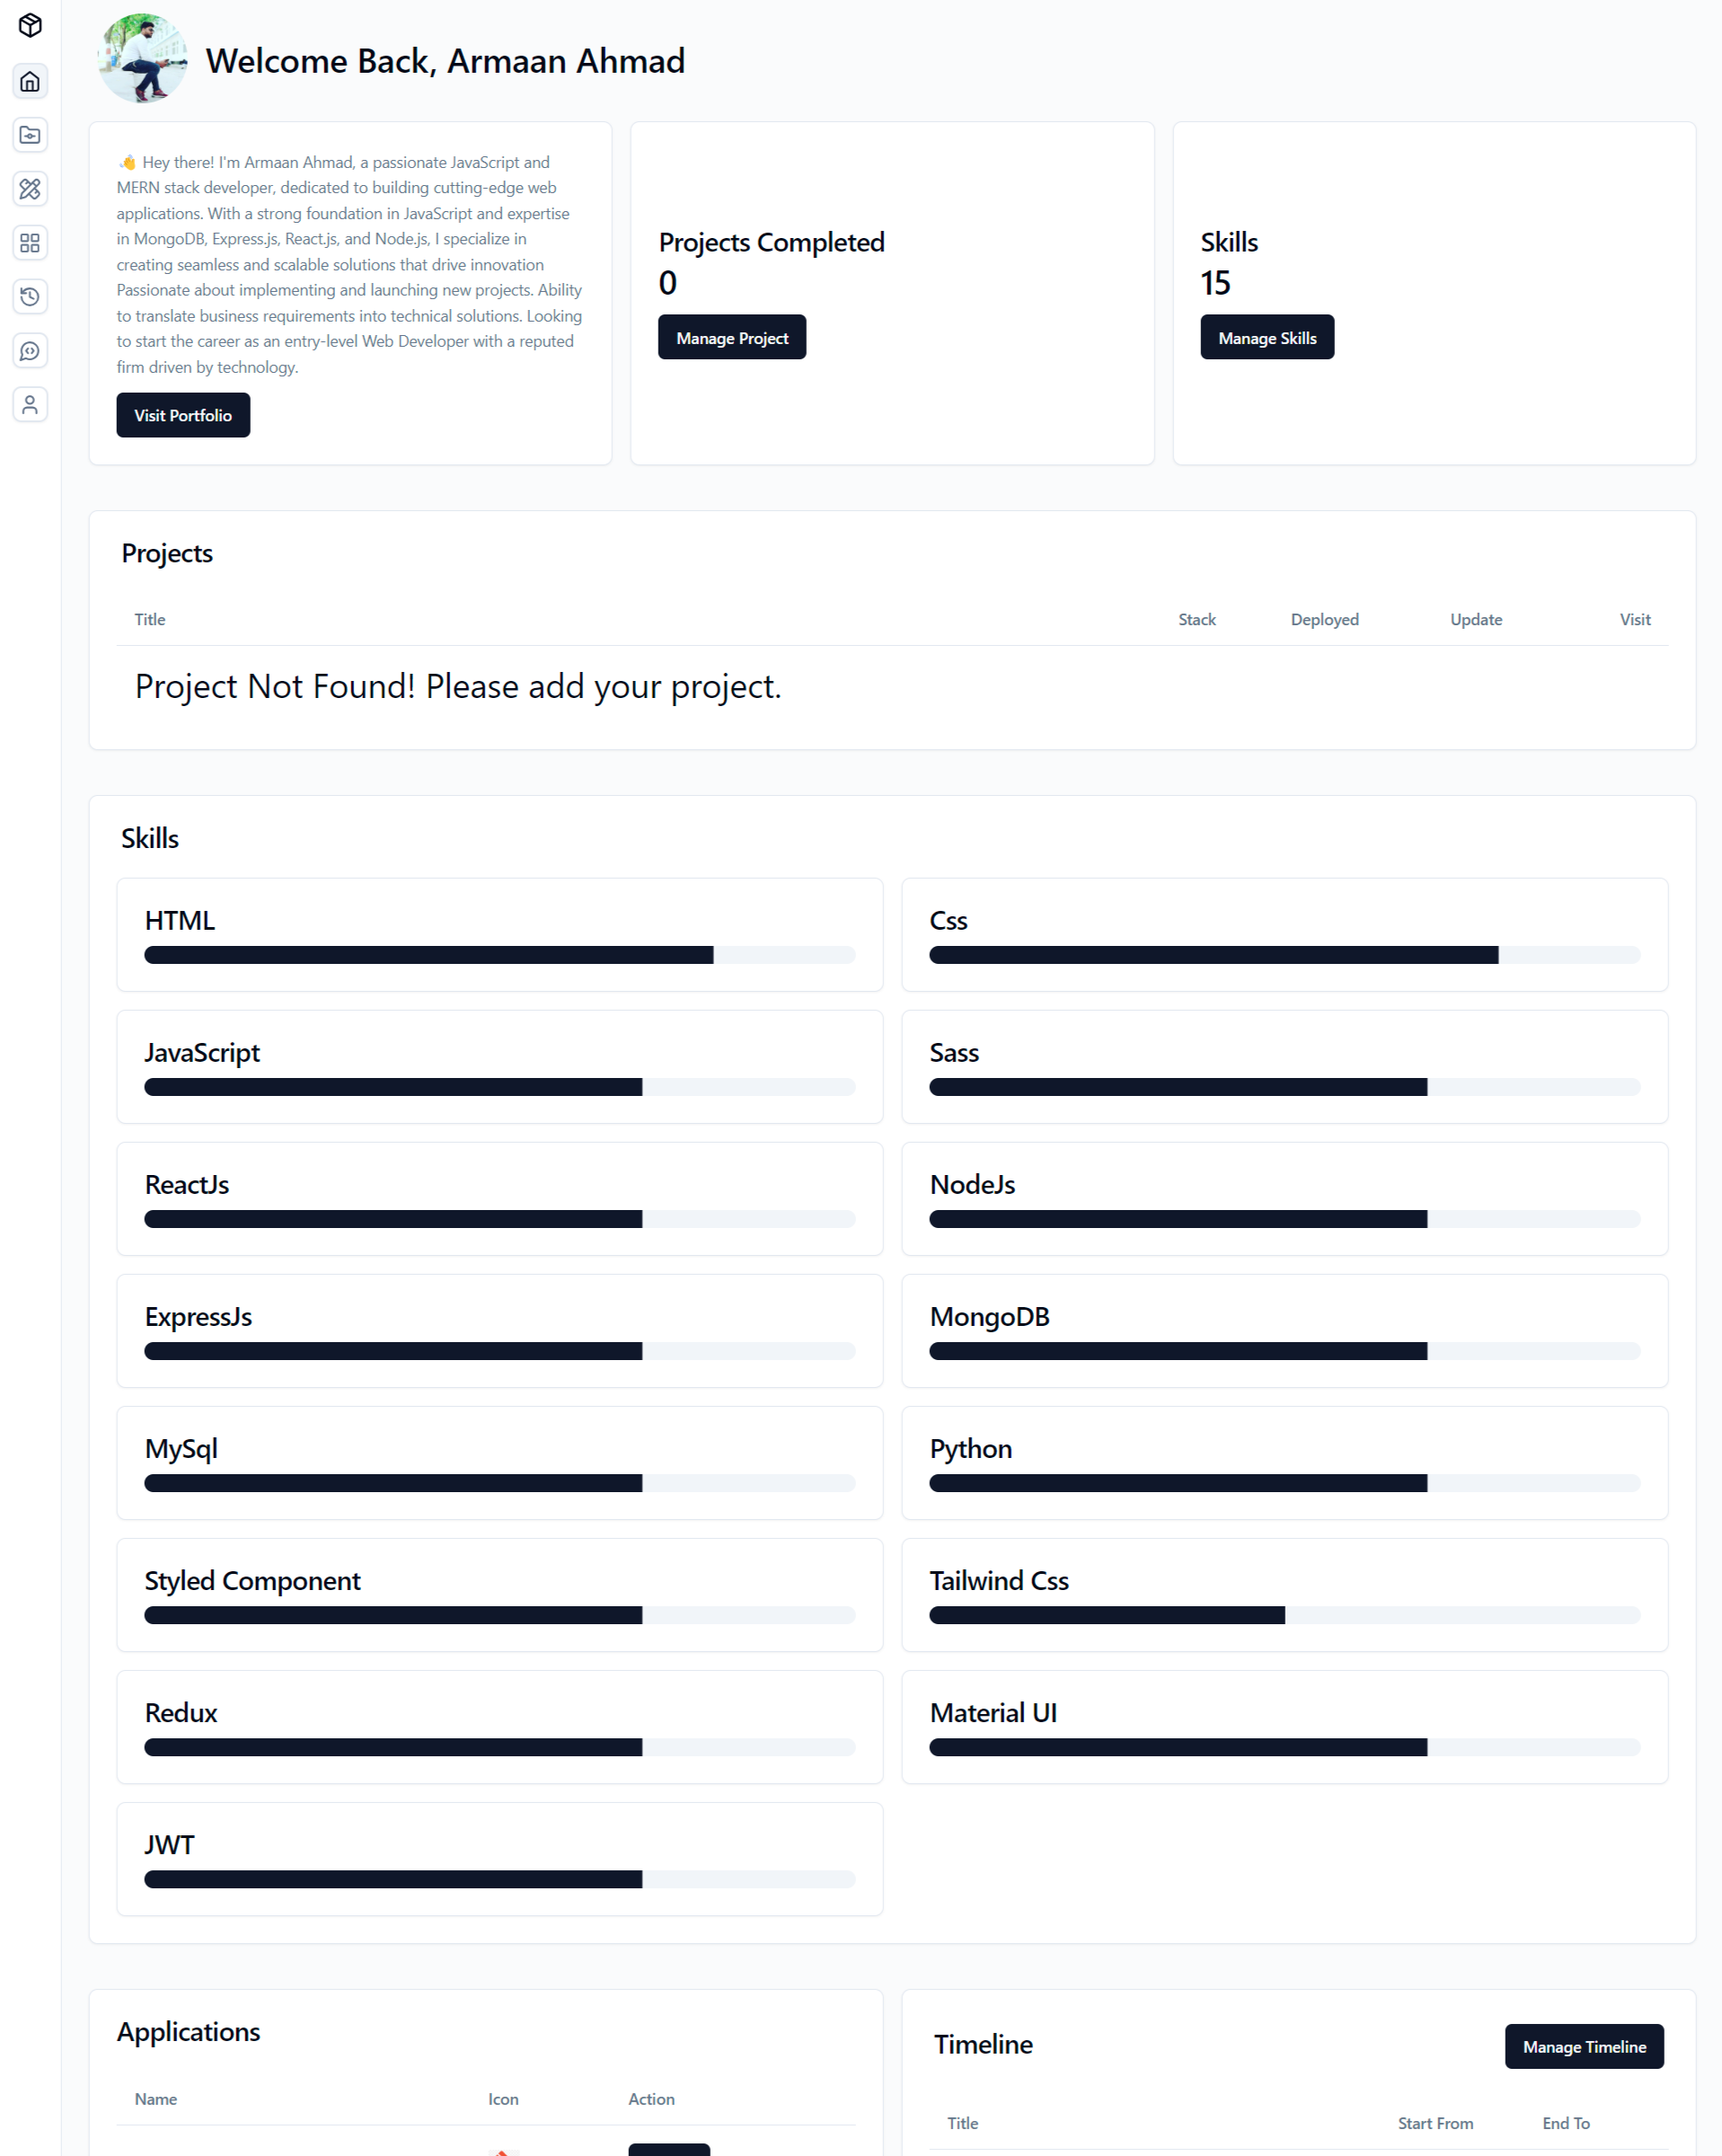 Welcome Back, Armaan Ahmad
👋 Hey there! I'm Armaan Ahmad, a passionate JavaScript and
MERN stack developer, dedicated to building cutting-edge web
applications. With a strong foundation in JavaScript and expertise
in MongoDB, Express.js, React.js, and Node.js, I specialize in
creating seamless and scalable solutions that drive innovation
Passionate about implementing and launching new projects. Ability
to translate business requirements into technical solutions. Looking
to start the career as an entry-level Web Developer with a reputed
firm driven by technology.
Visit Portfolio
Projects Completed
0
Manage Project
Skills
15
Manage Skills
Projects
Title Stack Deployed Update Visit
Project Not Found! Please add your project.
Skills
HTML
Css
JavaScript
Sass
ReactJs
NodeJs
ExpressJs
MongoDB
MySql
Python
Styled Component
Tailwind Css
Redux
Material UI
JWT
Applications
Name Icon Action
Timeline
Manage Timeline
Title Start From End To